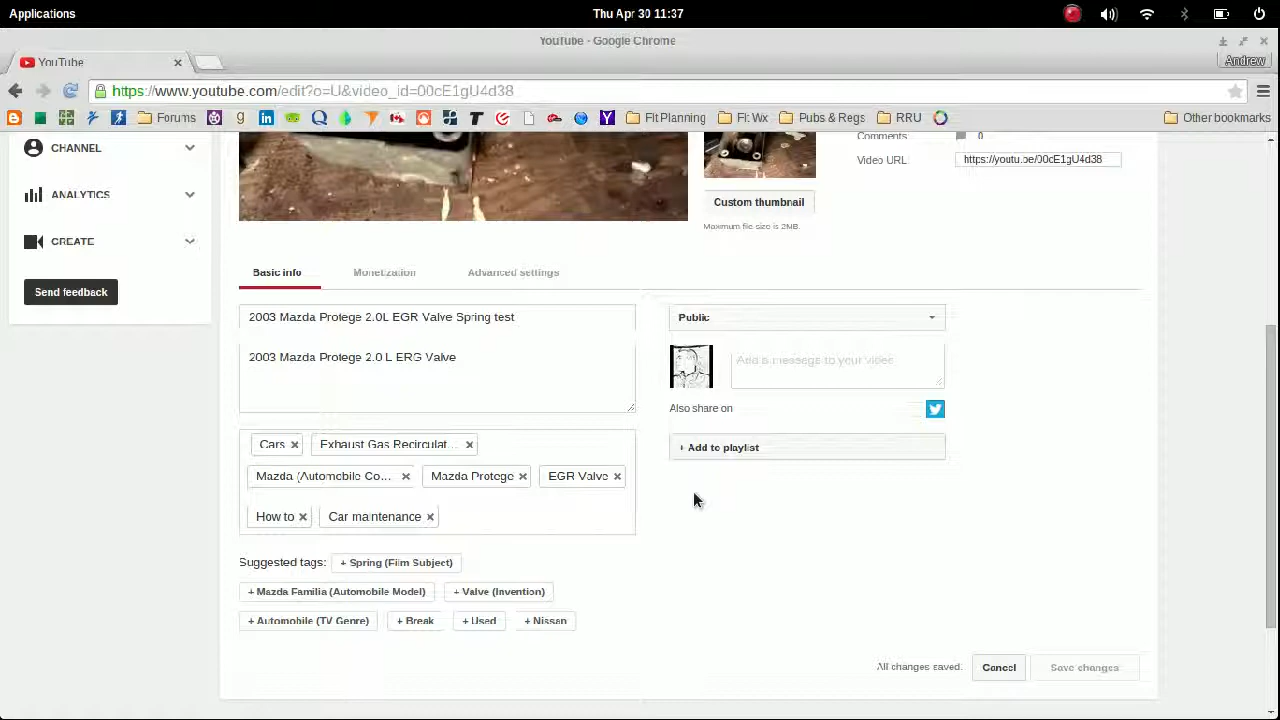 Applications
Thu Apr 30 11:37
YouTube - Google Chrome
YouTube
Andrew
https://www.youtube.com/edit?o=U&video_id=00cE1gU4d38
Forums
Flt Planning
Flt Wx
Pubs & Regs
RRU
Other bookmarks
CHANNEL
Comments 0
Video URL https://youtu.be/00cE1gU4d38
ANALYTICS
Custom thumbnail
Maximum file size is 2MB.
CREATE
Send feedback
Basic info
Monetization
Advanced settings
2003 Mazda Protege 2.0L EGR Valve Spring test
Public
2003 Mazda Protege 2.0 L ERG Valve
Add a message to your video
Also share on
+ Add to playlist
Cars
Exhaust Gas Recirculat...
Mazda (Automobile Co...
Mazda Protege
EGR Valve
How to
Car maintenance
Suggested tags: + Spring (Film Subject)
+ Mazda Familia (Automobile Model) + Valve (Invention)
+ Automobile (TV Genre) + Break + Used + Nissan
All changes saved. Cancel Save changes